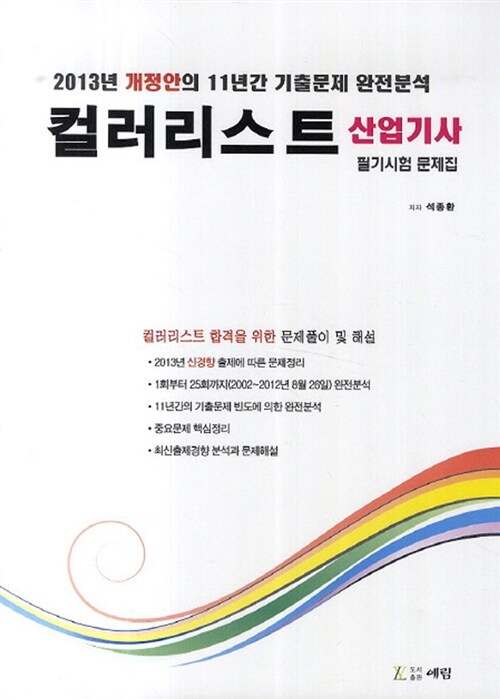 2013년 개정안의 11년간 기출문제 완전분석
컬러리스트 산업기사
필기시험 문제집
저자 석종환
컬러리스트 합격을 위한 문제풀이 및 해설
• 2013년 신경향 출제에 따른 문제정리
• 1회부터 25회까지(2002~2012년 8월 26일) 완전분석
• 11년간의 기출문제 빈도에 의한 완전분석
• 중요문제 핵심정리
• 최신출제경향 분석과 문제해설
도서출판 예림